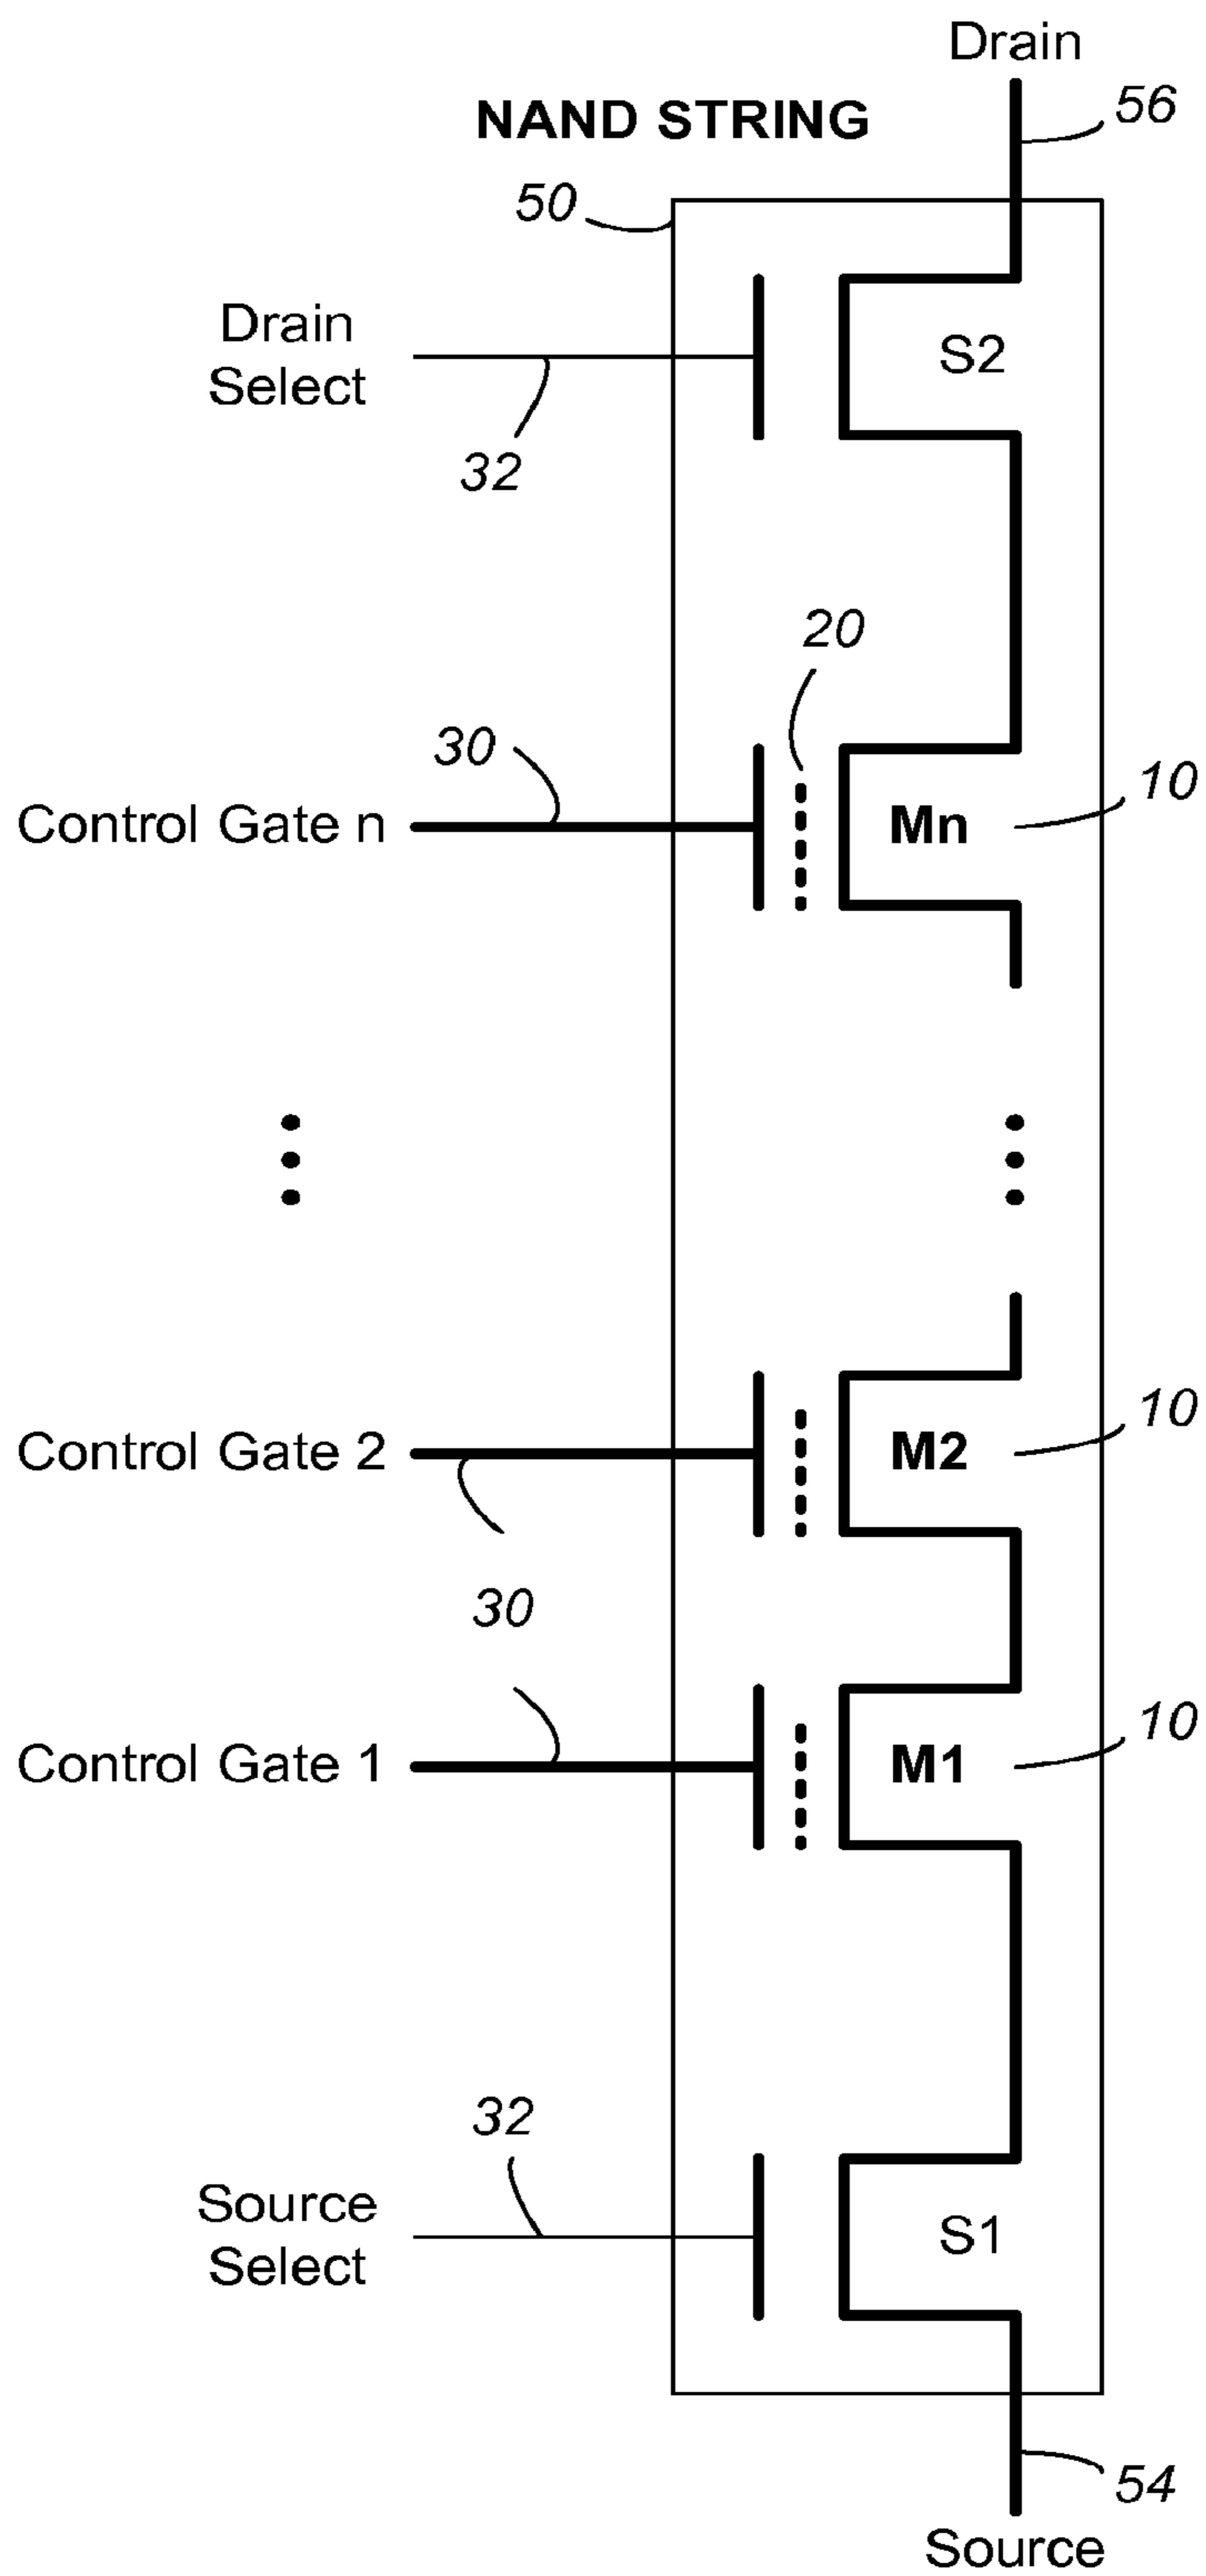 Drain
56
NAND STRING
50
Drain
Select
S2
32
20
30
10
Control Gate n
Mn
10
Control Gate 2
M2
30
10
Control Gate 1
M1
32
Source
Select
S1
54
Source